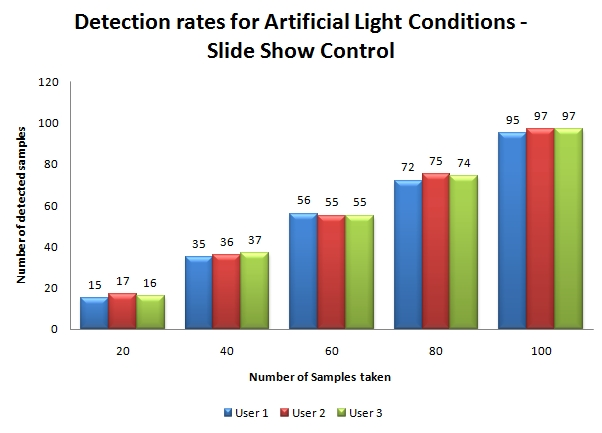 Detection rates for Artificial Light Conditions -
Slide Show Control
Number of detected samples
120
100
80
60
40
20
0
15 17 16
35 36 37
56 55 55
72 75 74
95 97 97
20 40 60 80 100
Number of Samples taken
User 1 User 2 User 3